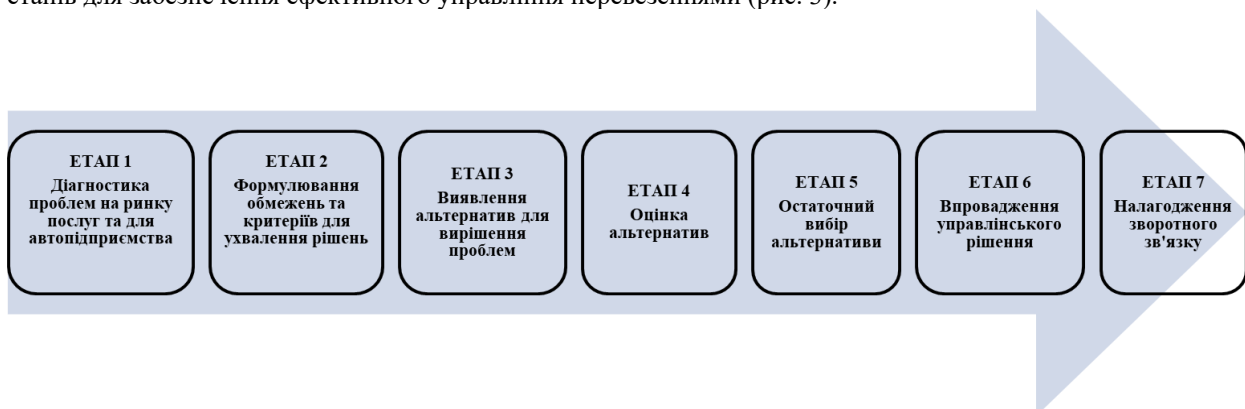 етапів для забезпечення ефективного управління перевезеннями (рис. 3).
ЕТАП 1
Діагностика
проблем на ринку
послуг та для
автопідприємства
ЕТАП 2
Формулювання
обмежень та
критеріїв для
ухвалення рішень
ЕТАП 3
Виявлення
альтернатив для
вирішення
проблем
ЕТАП 4
Оцінка
альтернатив
ЕТАП 5
Остаточний
вибір
альтернативи
ЕТАП 6
Впровадження
управлінського
рішення
ЕТАП 7
Налагодження
зворотного
зв'язку